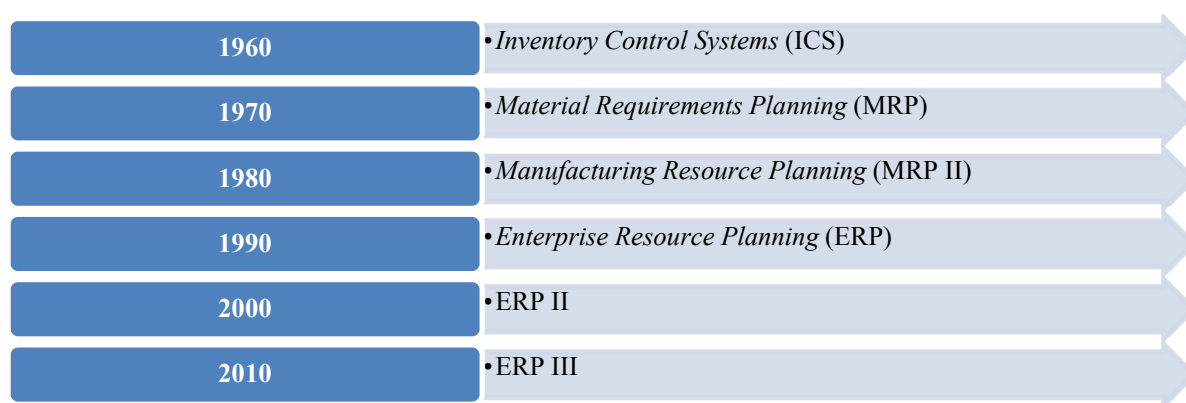 1960
•Inventory Control Systems (ICS)
1970
•Material Requirements Planning (MRP)
1980
•Manufacturing Resource Planning (MRP II)
1990
•Enterprise Resource Planning (ERP)
2000
•ERP II
2010
•ERP III